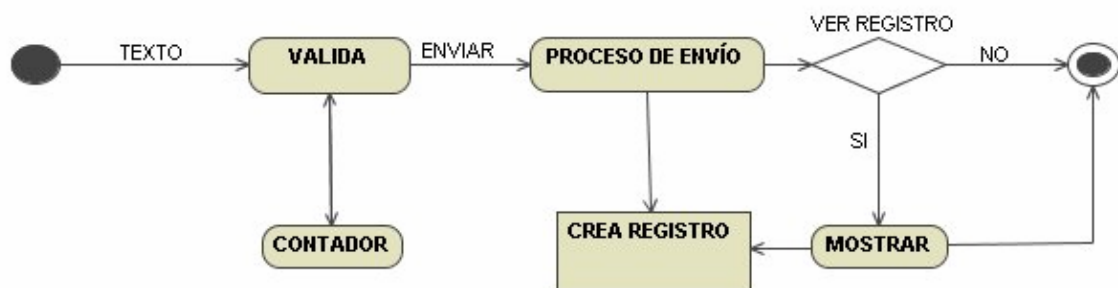 VER REGISTRO
TEXTO
VALIDA
ENVIAR
PROCESO DE ENVÍO
NO
SI
CONTADOR
CREA REGISTRO
MOSTRAR